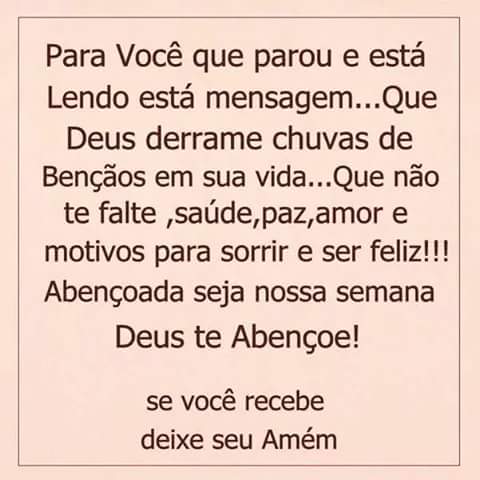 Para Você que parou e está
Lendo está mensagem...Que
Deus derrame chuvas de
Bençãos em sua vida...Que não
te falte ,saúde,paz,amor e
motivos para sorrir e ser feliz!!!
Abençoada seja nossa semana
Deus te Abençoe!
se você recebe
deixe seu Amém